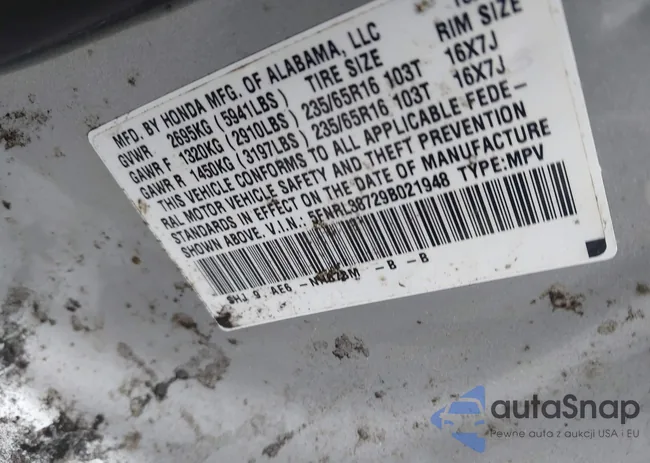 MFD. BY HONDA MFG. OF ALABAMA, LLC
GVWR 2695KG (5941LBS) TIRE SIZE RIM SIZE
GAWR F 1320KG (2910LBS) 235/65R16 103T 16X7J
GAWR R 1450KG (3197LBS) 235/65R16 103T 16X7J
THIS VEHICLE CONFORMS TO ALL APPLICABLE FEDE-
RAL MOTOR VEHICLE SAFETY AND THEFT PREVENTION
STANDARDS IN EFFECT ON THE DATE OF MANUFACTURE
SHOWN ABOVE. V.I.N.: 5FNRL38729B021948 TYPE: MPV
SHJ 9 AE6 - -B -B
autaSnap
Pewne auta z aukcji USA i EU